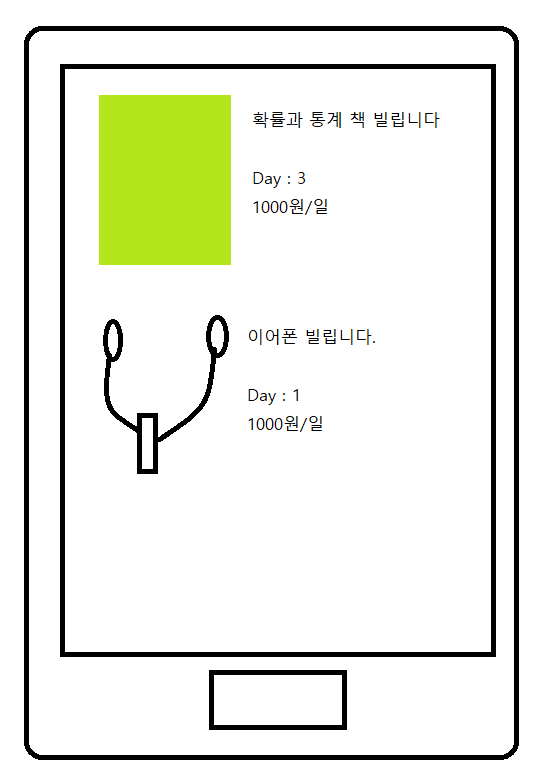 확률과 통계 책 빌립니다
Day : 3
1000원/일
이어폰 빌립니다.
Day : 1
1000원/일